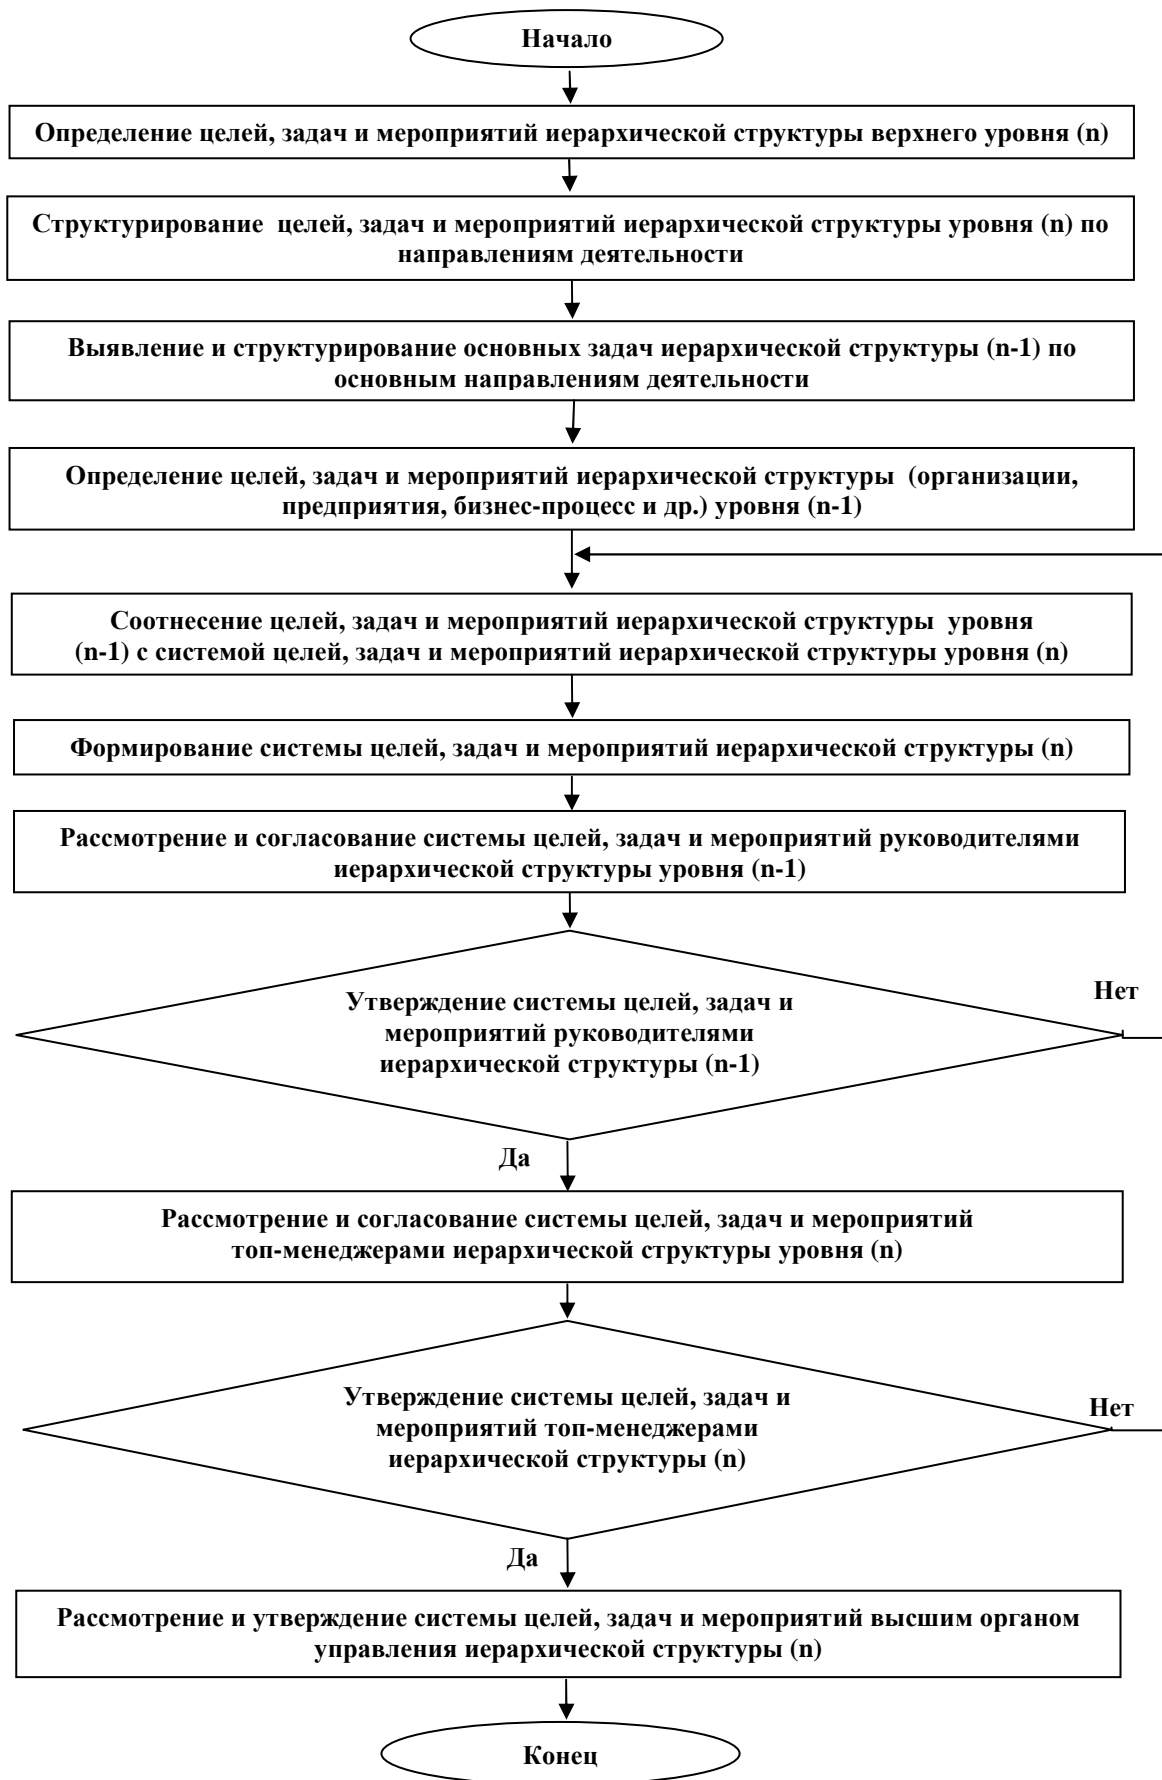 Начало
Определение целей, задач и мероприятий иерархической структуры верхнего уровня (n)
Структурирование целей, задач и мероприятий иерархической структуры уровня (n) по
направлениям деятельности
Выявление и структурирование основных задач иерархической структуры (n-1) по
основным направлениям деятельности
Определение целей, задач и мероприятий иерархической структуры (организации,
предприятия, бизнес-процесс и др.) уровня (n-1)
Соотнесение целей, задач и мероприятий иерархической структуры уровня
(n-1) с системой целей, задач и мероприятий иерархической структуры уровня (n)
Формирование системы целей, задач и мероприятий иерархической структуры (n)
Рассмотрение и согласование системы целей, задач и мероприятий руководителями
иерархической структуры уровня (n-1)
Утверждение системы целей, задач и
мероприятий руководителями
иерархической структуры (n-1)
Нет
Да
Рассмотрение и согласование системы целей, задач и мероприятий
топ-менеджерами иерархической структуры уровня (n)
Утверждение системы целей, задач и
мероприятий топ-менеджерами
иерархической структуры (n)
Нет
Да
Рассмотрение и утверждение системы целей, задач и мероприятий высшим органом
управления иерархической структуры (n)
Конец